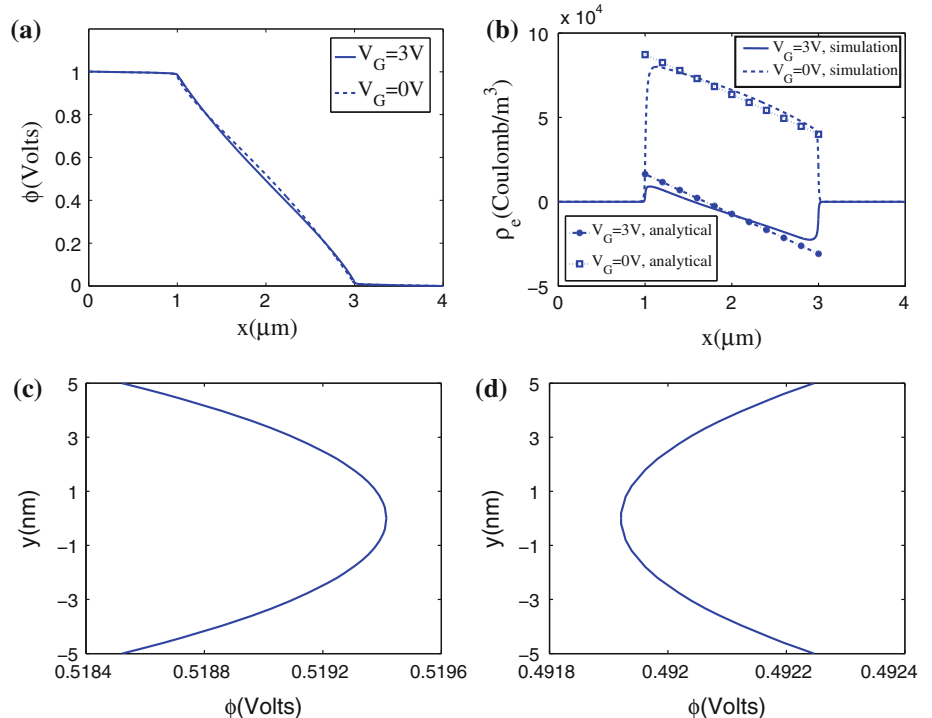 (a)
V_G=3V
V_G=0V
1
0.8
0.6
0.4
0.2
0
0 1 2 3 4
ϕ(Volts)
x(μm)
(b)
x 10⁴
V_G=3V, simulation
V_G=0V, simulation
10
5
0
−5
V_G=3V, analytical
V_G=0V, analytical
0 1 2 3 4
ρ_e(Coulomb/m³)
x(μm)
(c)
5
3
1
−1
−3
−5
0.5184 0.5188 0.5192 0.5196
y(nm)
ϕ(Volts)
(d)
5
3
1
−1
−3
−5
0.4918 0.492 0.4922 0.4924
y(nm)
ϕ(Volts)